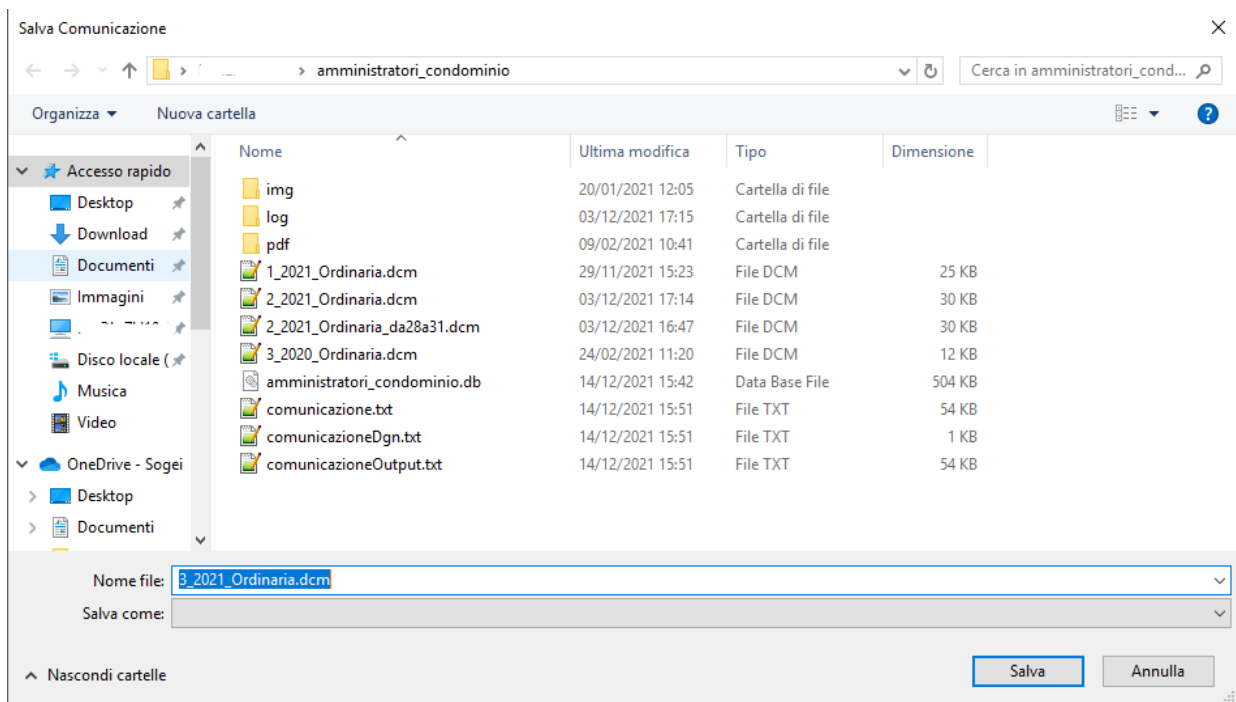 Salva Comunicazione
amministratori_condominio
Cerca in amministratori_cond...
Organizza
Nuova cartella
Nome Ultima modifica Tipo Dimensione
Accesso rapido
Desktop
Download
Documenti
Immagini
Disco locale (
Musica
Video
OneDrive - Sogei
Desktop
Documenti
img 20/01/2021 12:05 Cartella di file
log 03/12/2021 17:15 Cartella di file
pdf 09/02/2021 10:41 Cartella di file
1_2021_Ordinaria.dcm 29/11/2021 15:23 File DCM 25 KB
2_2021_Ordinaria.dcm 03/12/2021 17:14 File DCM 30 KB
2_2021_Ordinaria_da28a31.dcm 03/12/2021 16:47 File DCM 30 KB
3_2020_Ordinaria.dcm 24/02/2021 11:20 File DCM 12 KB
amministratori_condominio.db 14/12/2021 15:42 Data Base File 504 KB
comunicazione.txt 14/12/2021 15:51 File TXT 54 KB
comunicazioneDgn.txt 14/12/2021 15:51 File TXT 1 KB
comunicazioneOutput.txt 14/12/2021 15:51 File TXT 54 KB
Nome file: 3_2021_Ordinaria.dcm
Salva come:
Nascondi cartelle
Salva
Annulla